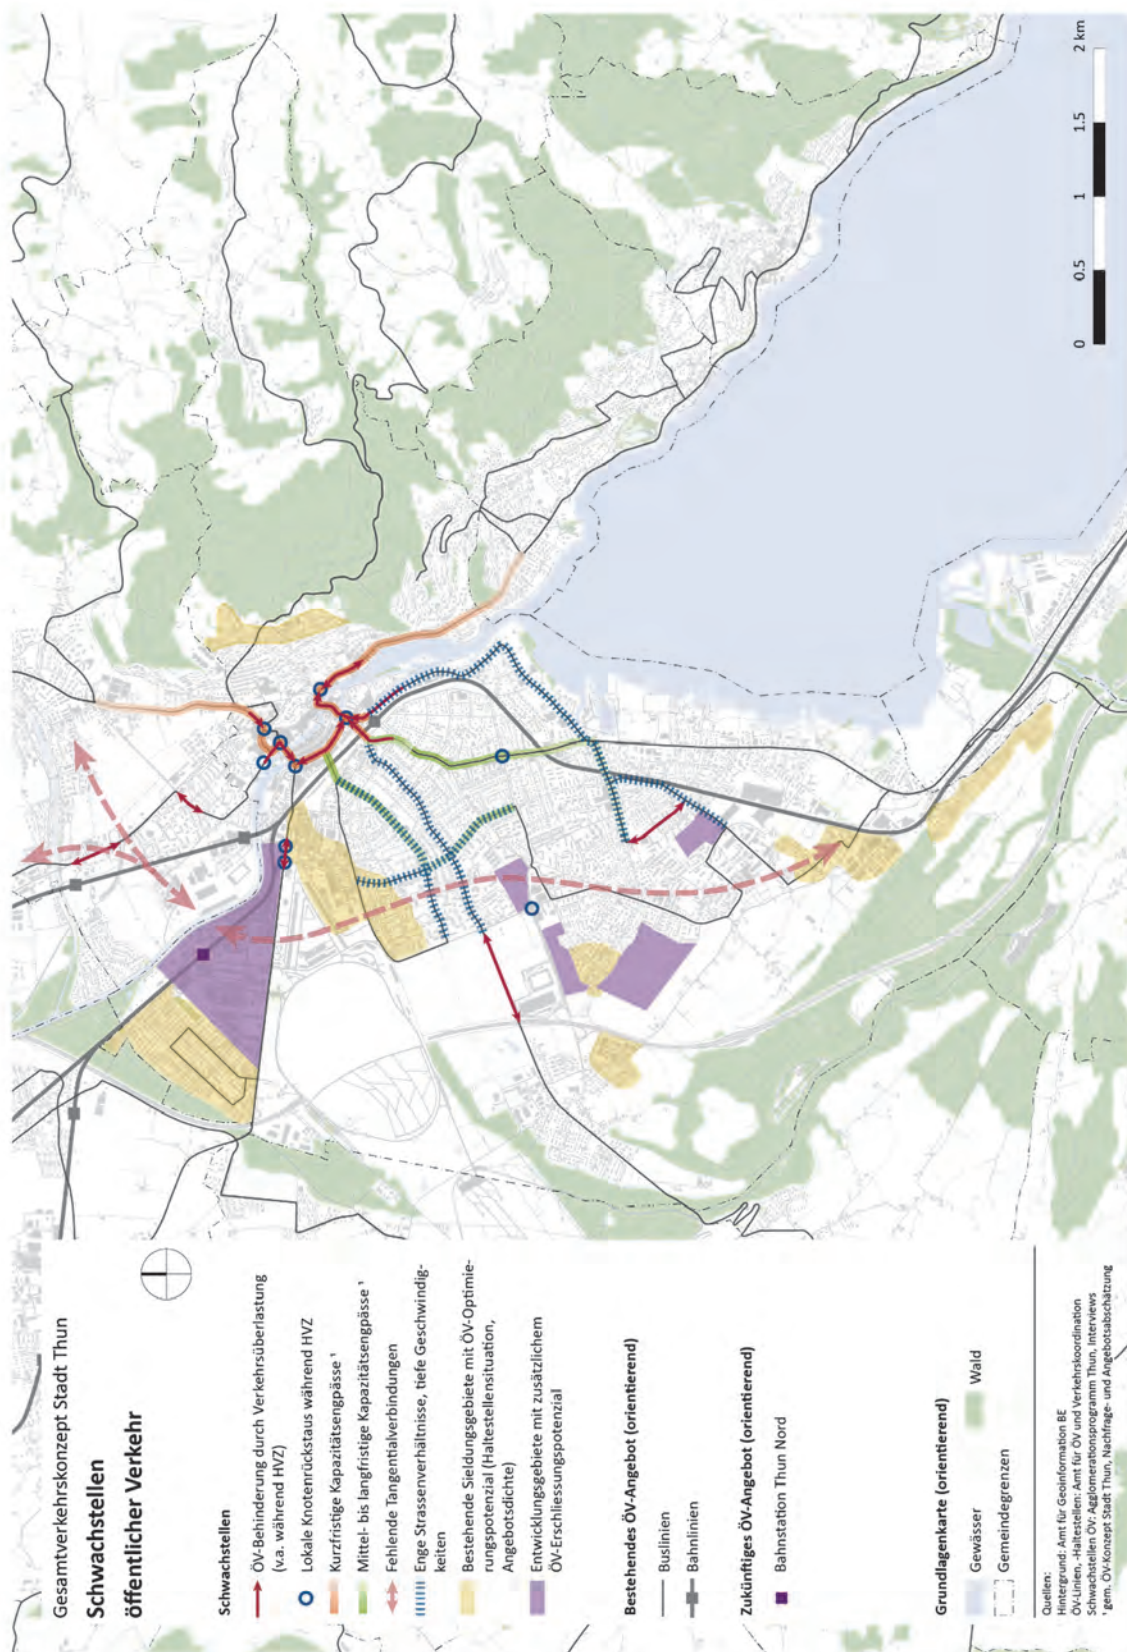 Gesamtverkehrskonzept Stadt Thun
Schwachstellen
öffentlicher Verkehr
Schwachstellen
ÖV-Behinderung durch Verkehrsüberlastung
(v.a. während HVZ)
Lokale Knotenrückstaus während HVZ
Kurzfristige Kapazitätsengpässe ¹
Mittel- bis langfristige Kapazitätsengpässe ¹
Fehlende Tangentialverbindungen
Enge Strassenverhältnisse, tiefe Geschwindig-
keiten
Bestehende Sieldungsgebiete mit ÖV-Optimie-
rungspotenzial (Haltestellensituation,
Angebotsdichte)
Entwicklungsgebiete mit zusätzlichem
ÖV-Erschliessungspotenzial
Bestehendes ÖV-Angebot (orientierend)
Buslinien
Bahnlinien
Zukünftiges ÖV-Angebot (orientierend)
Bahnstation Thun Nord
Grundlagenkarte (orientierend)
Gewässer
Wald
Gemeindegrenzen
Quellen:
Hintergrund: Amt für Geoinformation BE
ÖV-Linien, -Haltestellen: Amt für ÖV und Verkehrskoordination
Schwachstellen ÖV: Agglomerationsprogramm Thun, Interviews
¹ gem. ÖV-Konzept Stadt Thun, Nachfrage- und Angebotsabschätzung
0 0.5 1 1.5 2 km